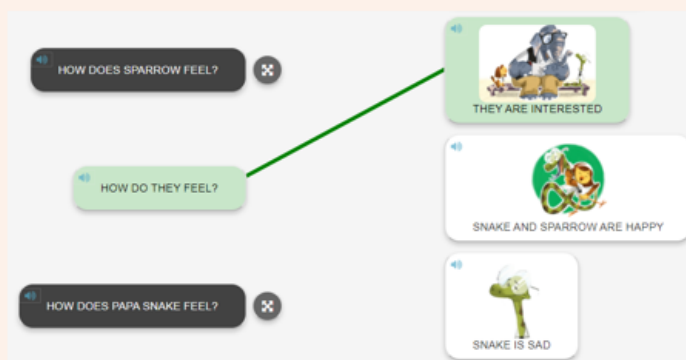 HOW DOES SPARROW FEEL?
THEY ARE INTERESTED
HOW DO THEY FEEL?
SNAKE AND SPARROW ARE HAPPY
HOW DOES PAPA SNAKE FEEL?
SNAKE IS SAD